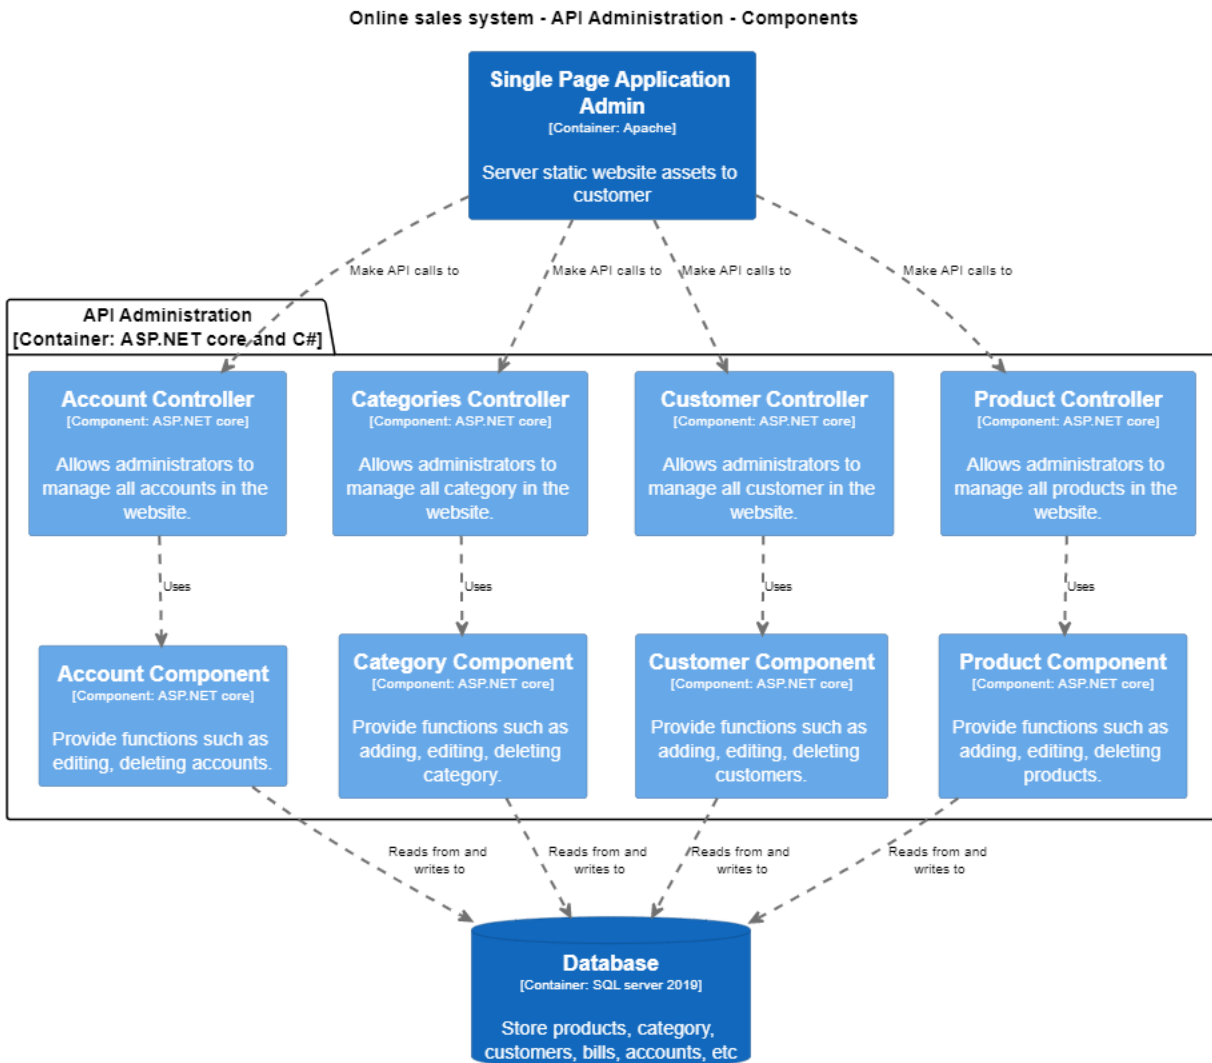 Online sales system - API Administration - Components
Single Page Application
Admin
[Container: Apache]
Server static website assets to
customer
Make API calls to
Make API calls to
Make API calls to
Make API calls to
API Administration
[Container: ASP.NET core and C#]
Account Controller
[Component: ASP.NET core]
Allows administrators to
manage all accounts in the
website.
Categories Controller
[Component: ASP.NET core]
Allows administrators to
manage all category in the
website.
Customer Controller
[Component: ASP.NET core]
Allows administrators to
manage all customer in the
website.
Product Controller
[Component: ASP.NET core]
Allows administrators to
manage all products in the
website.
Uses
Uses
Uses
Uses
Account Component
[Component: ASP.NET core]
Provide functions such as
editing, deleting accounts.
Category Component
[Component: ASP.NET core]
Provide functions such as
adding, editing, deleting
category.
Customer Component
[Component: ASP.NET core]
Provide functions such as
adding, editing, deleting
customers.
Product Component
[Component: ASP.NET core]
Provide functions such as
adding, editing, deleting
products.
Reads from and
writes to
Reads from and
writes to
Reads from and
writes to
Reads from and
writes to
Database
[Container: SQL server 2019]
Store products, category,
customers, bills, accounts, etc